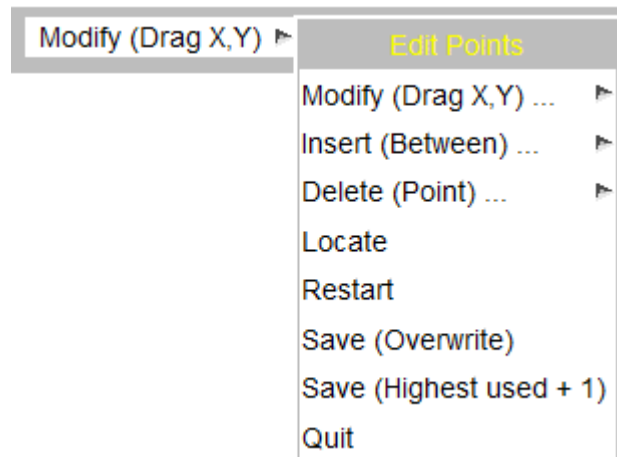 Modify (Drag X,Y)
Edit Points
Modify (Drag X,Y) ...
Insert (Between) ...
Delete (Point) ...
Locate
Restart
Save (Overwrite)
Save (Highest used + 1)
Quit